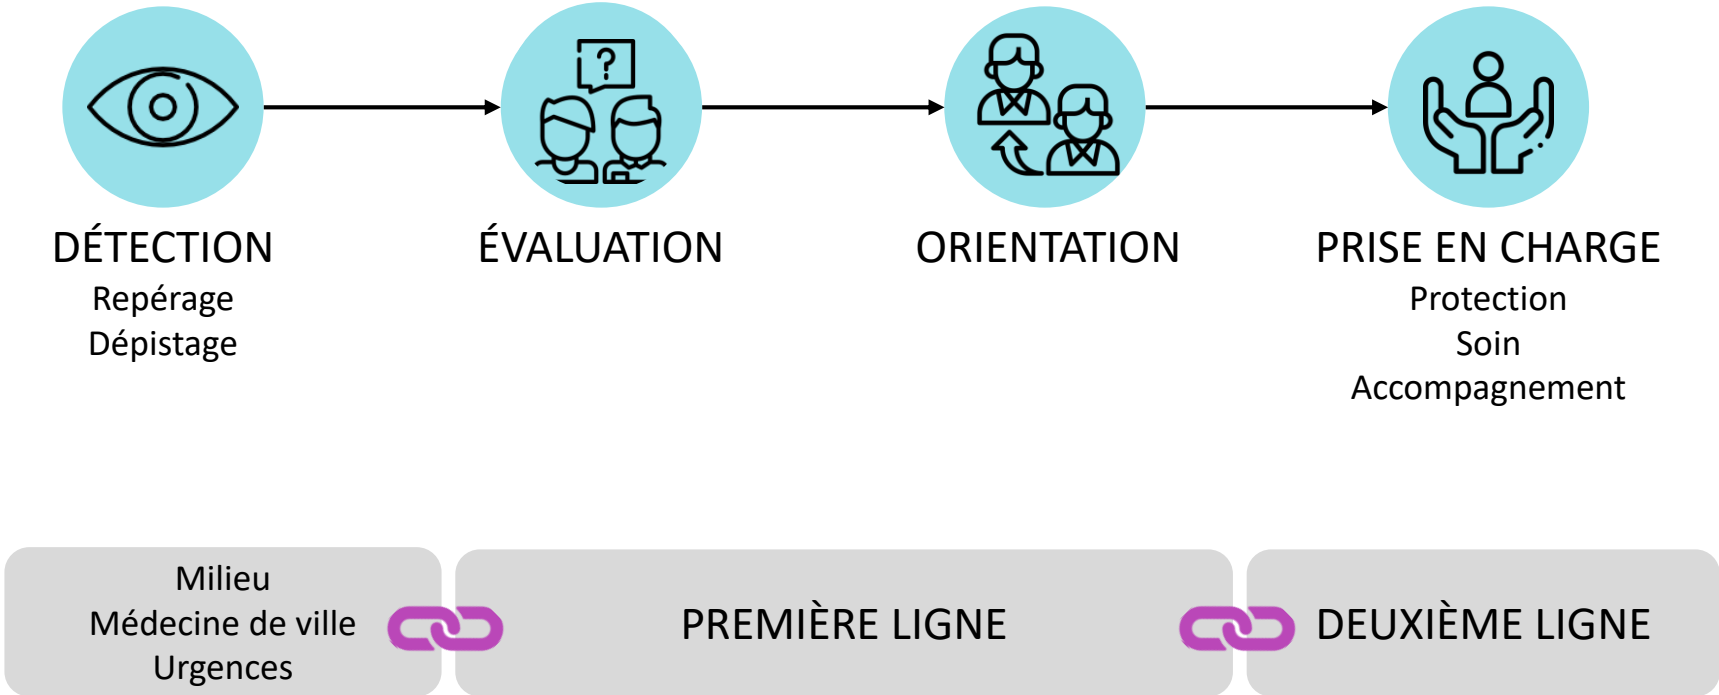 ?
DÉTECTION
Repérage
Dépistage
ÉVALUATION
ORIENTATION
PRISE EN CHARGE
Protection
Soin
Accompagnement
Milieu
Médecine de ville
Urgences
PREMIÈRE LIGNE
DEUXIÈME LIGNE